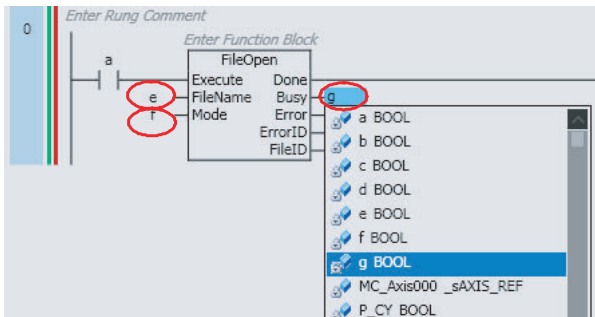 Enter Rung Comment
0
Enter Function Block
a
FileOpen
Execute Done
e FileName Busy g
f Mode Error
ErrorID
FileID
a BOOL
b BOOL
c BOOL
d BOOL
e BOOL
f BOOL
g BOOL
MC_Axis000 _sAXIS_REF
P_CY BOOL